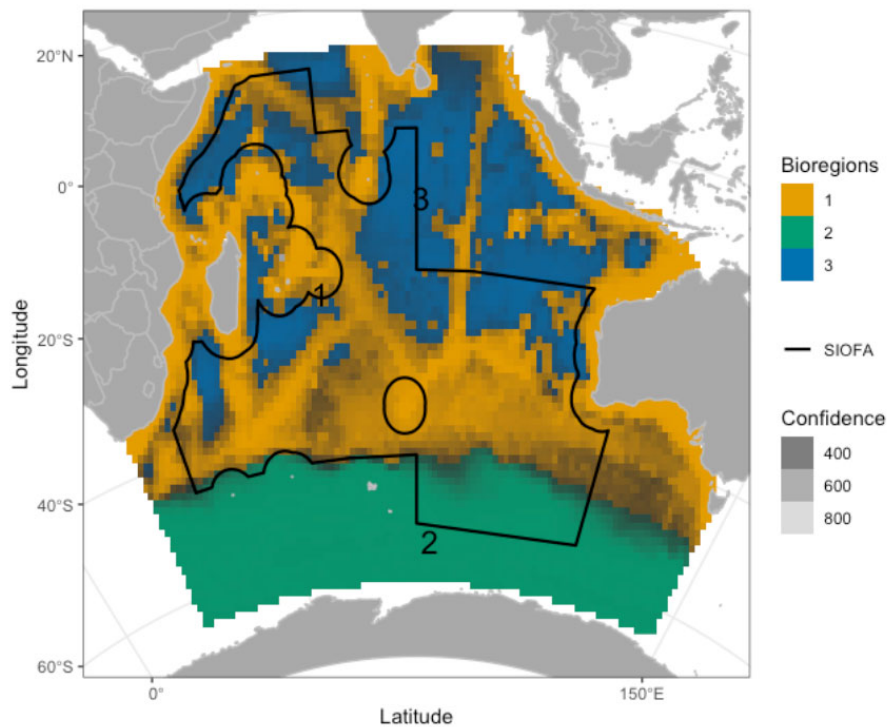 20°N
0°
20°S
40°S
60°S
Longitude
0°
150°E
Latitude
3
1
2
Bioregions
1
2
3
SIOFA
Confidence
400
600
800